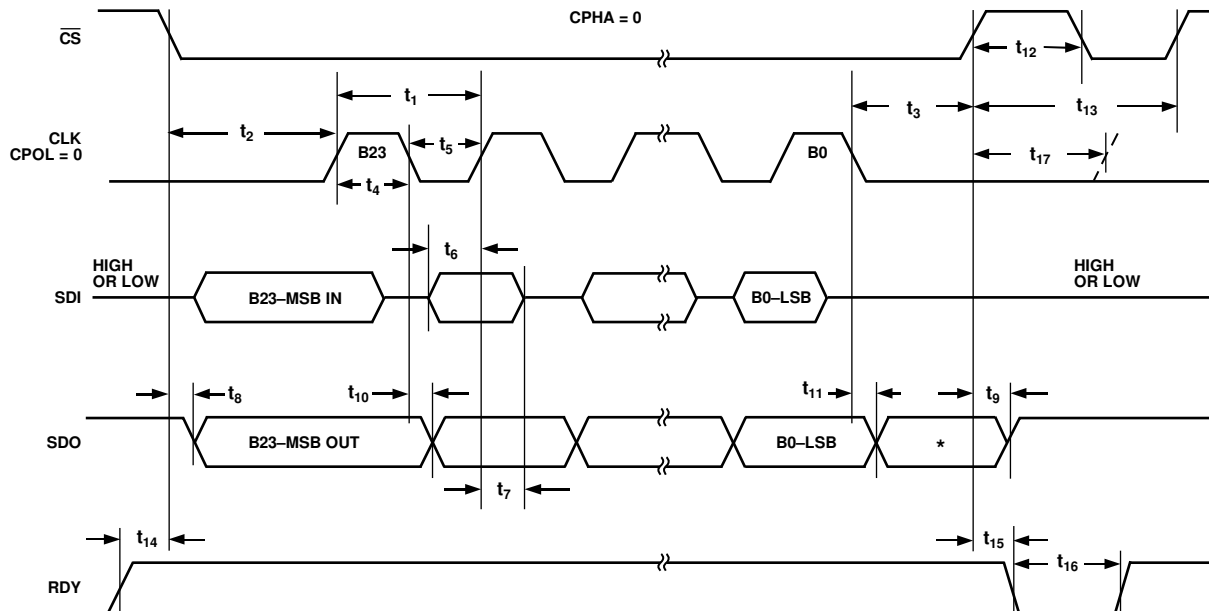 CPHA = 0
CS
t12
t1
t3
t13
t2
CLK
CPOL = 0
B23
t5
B0
t17
t4
t6
HIGH
OR LOW
HIGH
OR LOW
SDI
B23–MSB IN
B0–LSB
t8
t10
t11
t9
SDO
B23–MSB OUT
B0–LSB
*
t7
t14
t15
t16
RDY